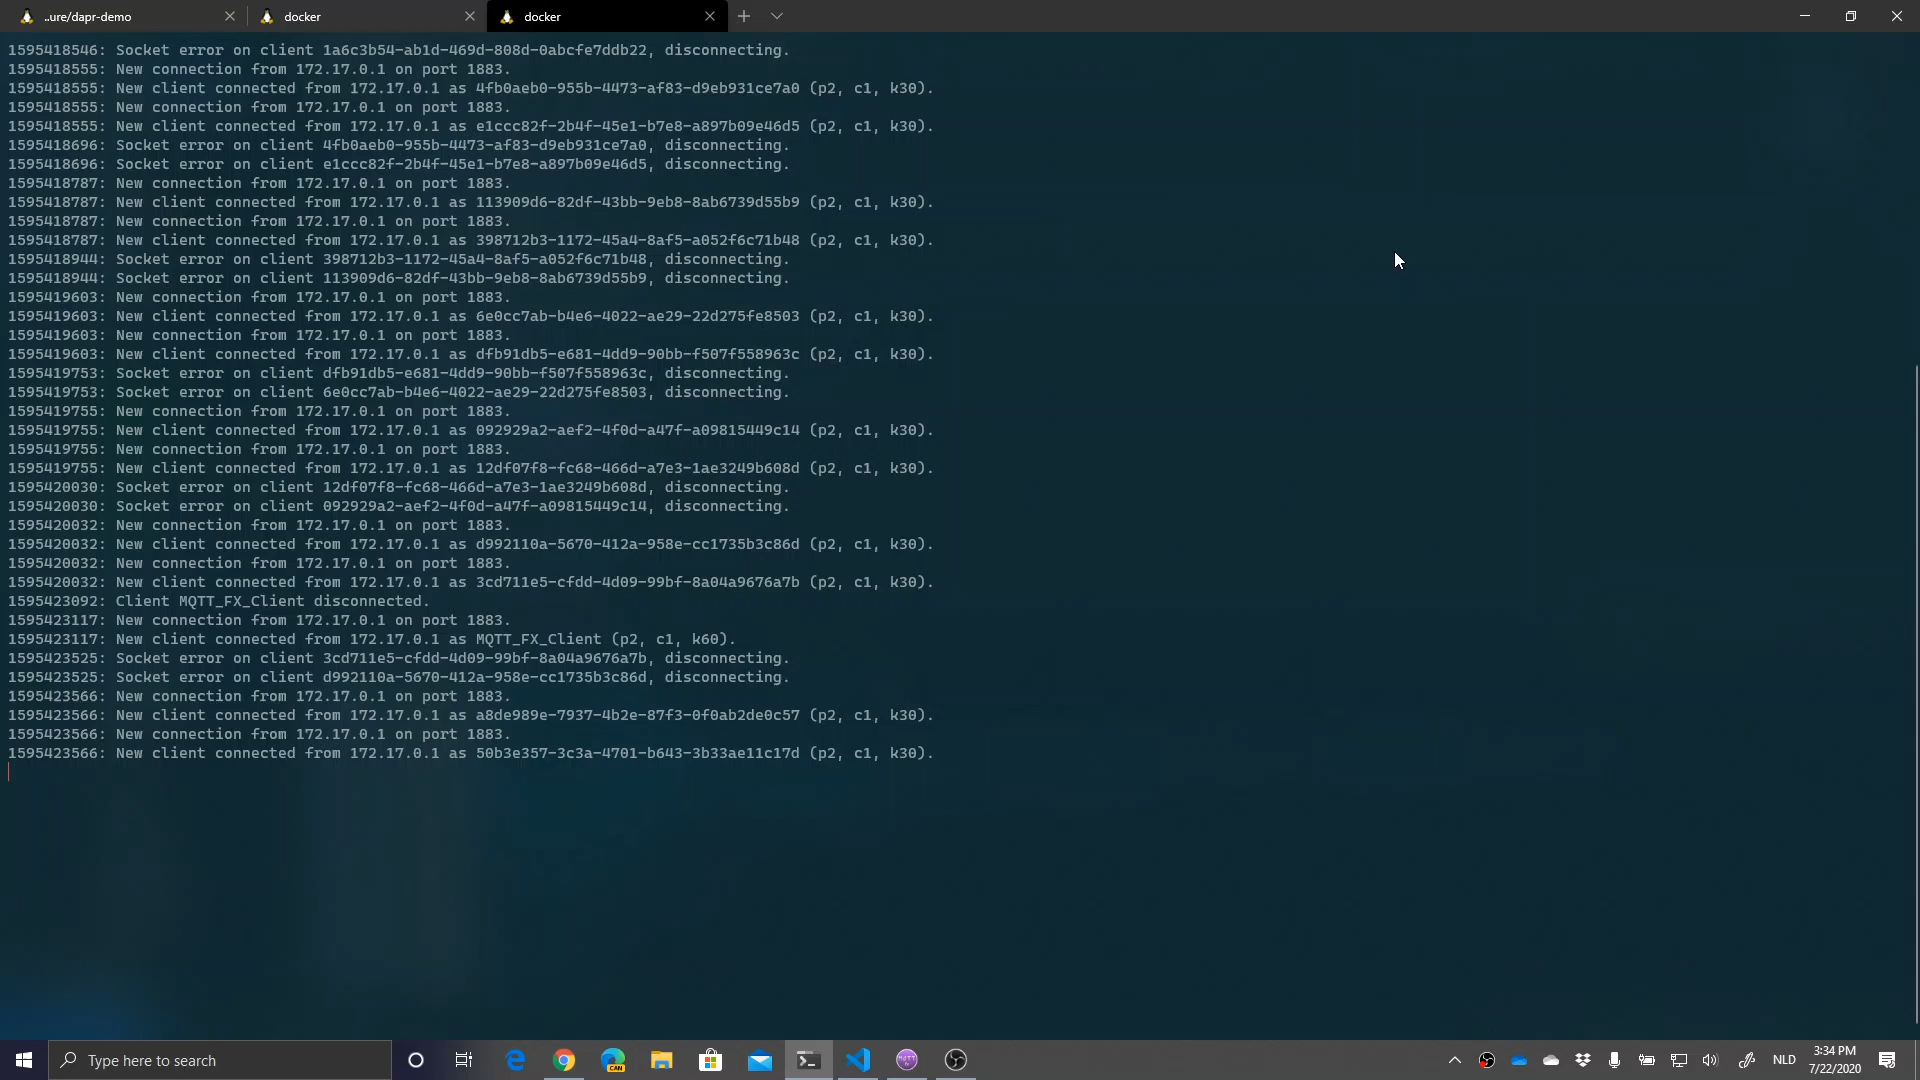 ..ure/dapr-demo
docker
docker
1595418546: Socket error on client 1a6c3b54-ab1d-469d-808d-0abcfe7ddb22, disconnecting.
1595418555: New connection from 172.17.0.1 on port 1883.
1595418555: New client connected from 172.17.0.1 as 4fb0aeb0-955b-4473-af83-d9eb931ce7a0 (p2, c1, k30).
1595418555: New connection from 172.17.0.1 on port 1883.
1595418555: New client connected from 172.17.0.1 as e1ccc82f-2b4f-45e1-b7e8-a897b09e46d5 (p2, c1, k30).
1595418696: Socket error on client 4fb0aeb0-955b-4473-af83-d9eb931ce7a0, disconnecting.
1595418696: Socket error on client e1ccc82f-2b4f-45e1-b7e8-a897b09e46d5, disconnecting.
1595418787: New connection from 172.17.0.1 on port 1883.
1595418787: New client connected from 172.17.0.1 as 113909d6-82df-43bb-9eb8-8ab6739d55b9 (p2, c1, k30).
1595418787: New connection from 172.17.0.1 on port 1883.
1595418787: New client connected from 172.17.0.1 as 398712b3-1172-45a4-8af5-a052f6c71b48 (p2, c1, k30).
1595418944: Socket error on client 398712b3-1172-45a4-8af5-a052f6c71b48, disconnecting.
1595418944: Socket error on client 113909d6-82df-43bb-9eb8-8ab6739d55b9, disconnecting.
1595419603: New connection from 172.17.0.1 on port 1883.
1595419603: New client connected from 172.17.0.1 as 6e0cc7ab-b4e6-4022-ae29-22d275fe8503 (p2, c1, k30).
1595419603: New connection from 172.17.0.1 on port 1883.
1595419603: New client connected from 172.17.0.1 as dfb91db5-e681-4dd9-90bb-f507f558963c (p2, c1, k30).
1595419753: Socket error on client dfb91db5-e681-4dd9-90bb-f507f558963c, disconnecting.
1595419753: Socket error on client 6e0cc7ab-b4e6-4022-ae29-22d275fe8503, disconnecting.
1595419755: New connection from 172.17.0.1 on port 1883.
1595419755: New client connected from 172.17.0.1 as 092929a2-aef2-4f0d-a47f-a09815449c14 (p2, c1, k30).
1595419755: New connection from 172.17.0.1 on port 1883.
1595419755: New client connected from 172.17.0.1 as 12df07f8-fc68-466d-a7e3-1ae3249b608d (p2, c1, k30).
1595420030: Socket error on client 12df07f8-fc68-466d-a7e3-1ae3249b608d, disconnecting.
1595420030: Socket error on client 092929a2-aef2-4f0d-a47f-a09815449c14, disconnecting.
1595420032: New connection from 172.17.0.1 on port 1883.
1595420032: New client connected from 172.17.0.1 as d992110a-5670-412a-958e-cc1735b3c86d (p2, c1, k30).
1595420032: New connection from 172.17.0.1 on port 1883.
1595420032: New client connected from 172.17.0.1 as 3cd711e5-cfdd-4d09-99bf-8a04a9676a7b (p2, c1, k30).
1595423092: Client MQTT_FX_Client disconnected.
1595423117: New connection from 172.17.0.1 on port 1883.
1595423117: New client connected from 172.17.0.1 as MQTT_FX_Client (p2, c1, k60).
1595423525: Socket error on client 3cd711e5-cfdd-4d09-99bf-8a04a9676a7b, disconnecting.
1595423525: Socket error on client d992110a-5670-412a-958e-cc1735b3c86d, disconnecting.
1595423566: New connection from 172.17.0.1 on port 1883.
1595423566: New client connected from 172.17.0.1 as a8de989e-7937-4b2e-87f3-0f0ab2de0c57 (p2, c1, k30).
1595423566: New connection from 172.17.0.1 on port 1883.
1595423566: New client connected from 172.17.0.1 as 50b3e357-3c3a-4701-b643-3b33ae11c17d (p2, c1, k30).
Type here to search
CAN
NLD
3:34 PM
7/22/2020